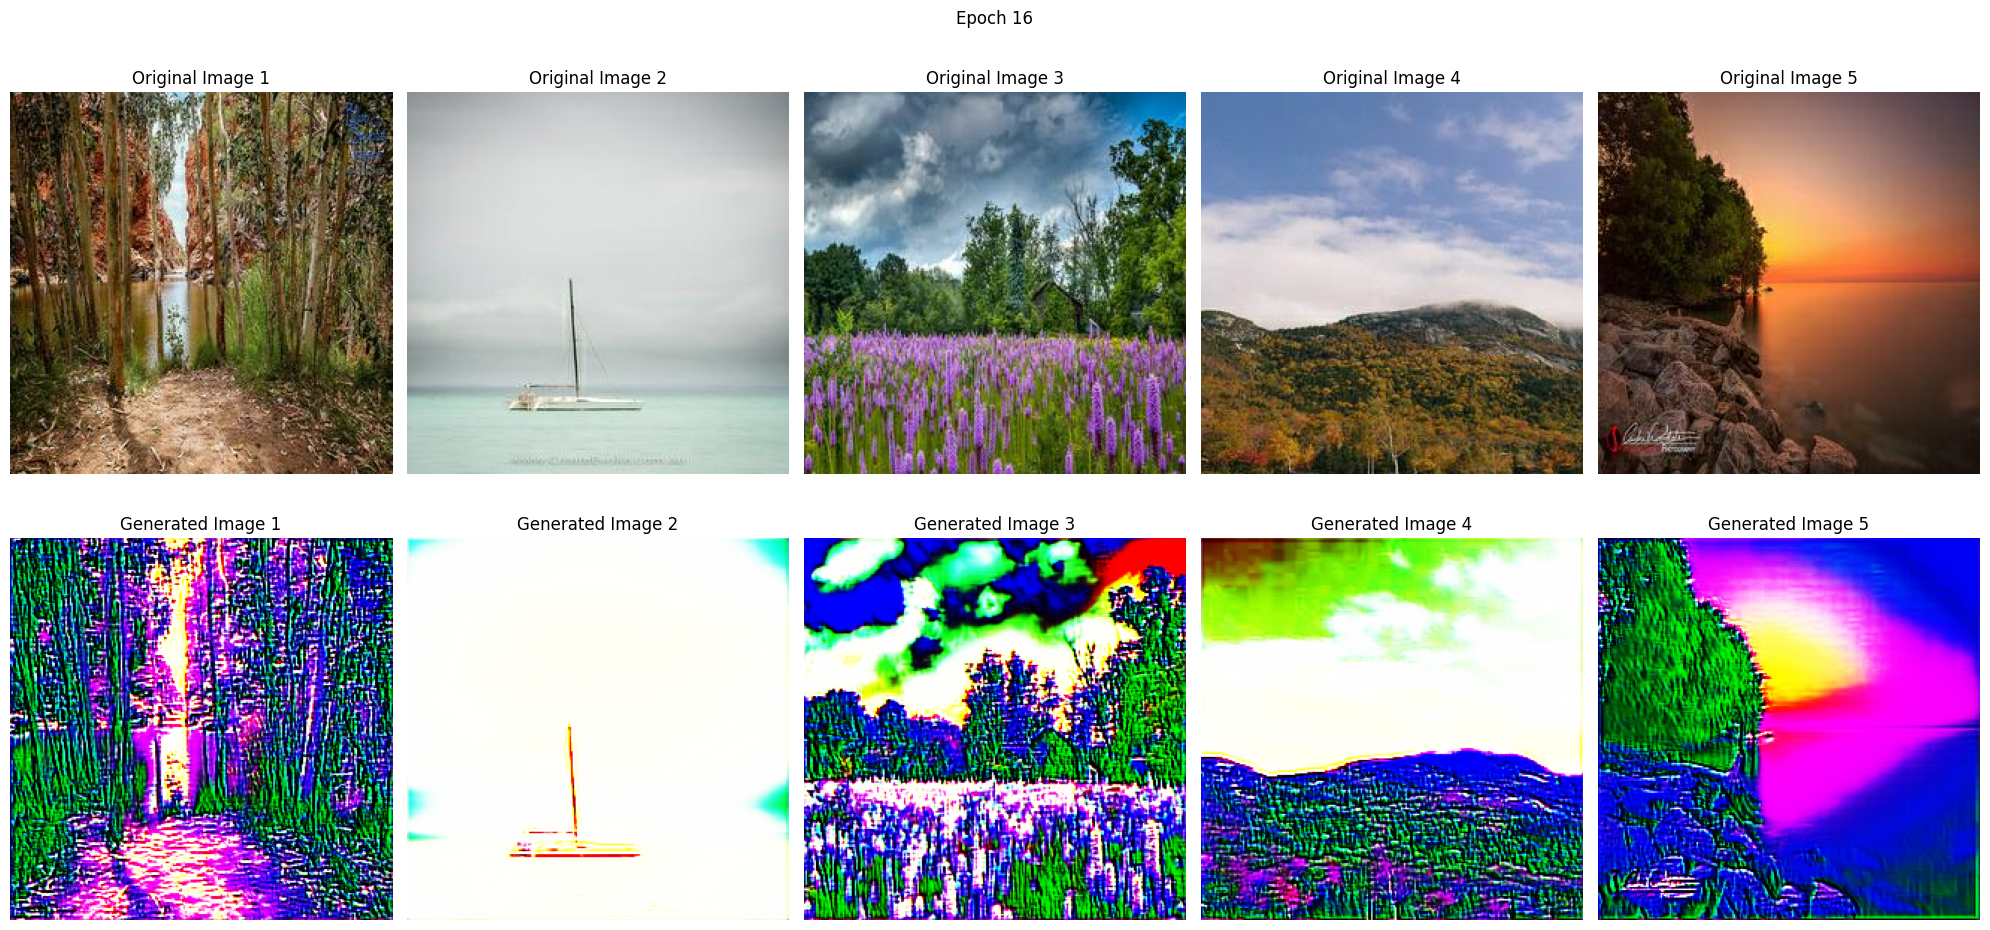 Epoch 16
Original Image 1
Original Image 2
Original Image 3
Original Image 4
Original Image 5
PHOTOGRAPHY
Generated Image 1
Generated Image 2
Generated Image 3
Generated Image 4
Generated Image 5